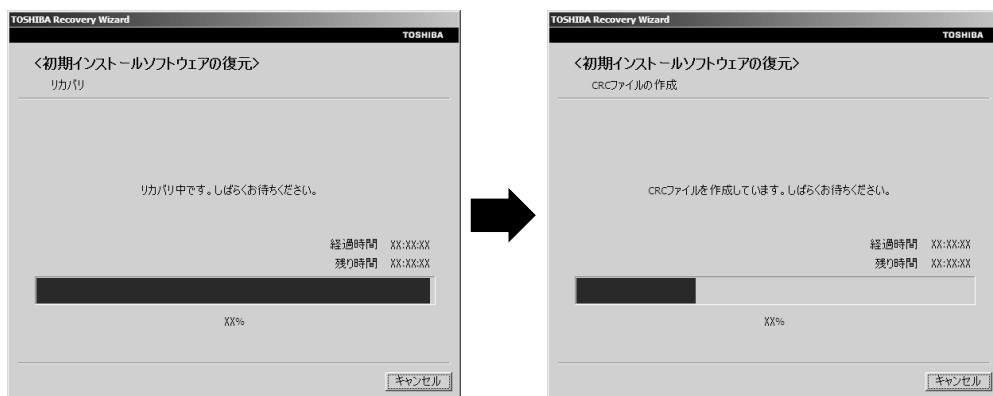 TOSHIBA Recovery Wizard
TOSHIBA
<初期インストールソフトウェアの復元>
リカバリ
リカバリ中です。しばらくお待ちください。
経過時間 XX:XX:XX
残り時間 XX:XX:XX
XX%
キャンセル
TOSHIBA Recovery Wizard
TOSHIBA
<初期インストールソフトウェアの復元>
CRCファイルの作成
CRCファイルを作成しています。しばらくお待ちください。
経過時間 XX:XX:XX
残り時間 XX:XX:XX
XX%
キャンセル